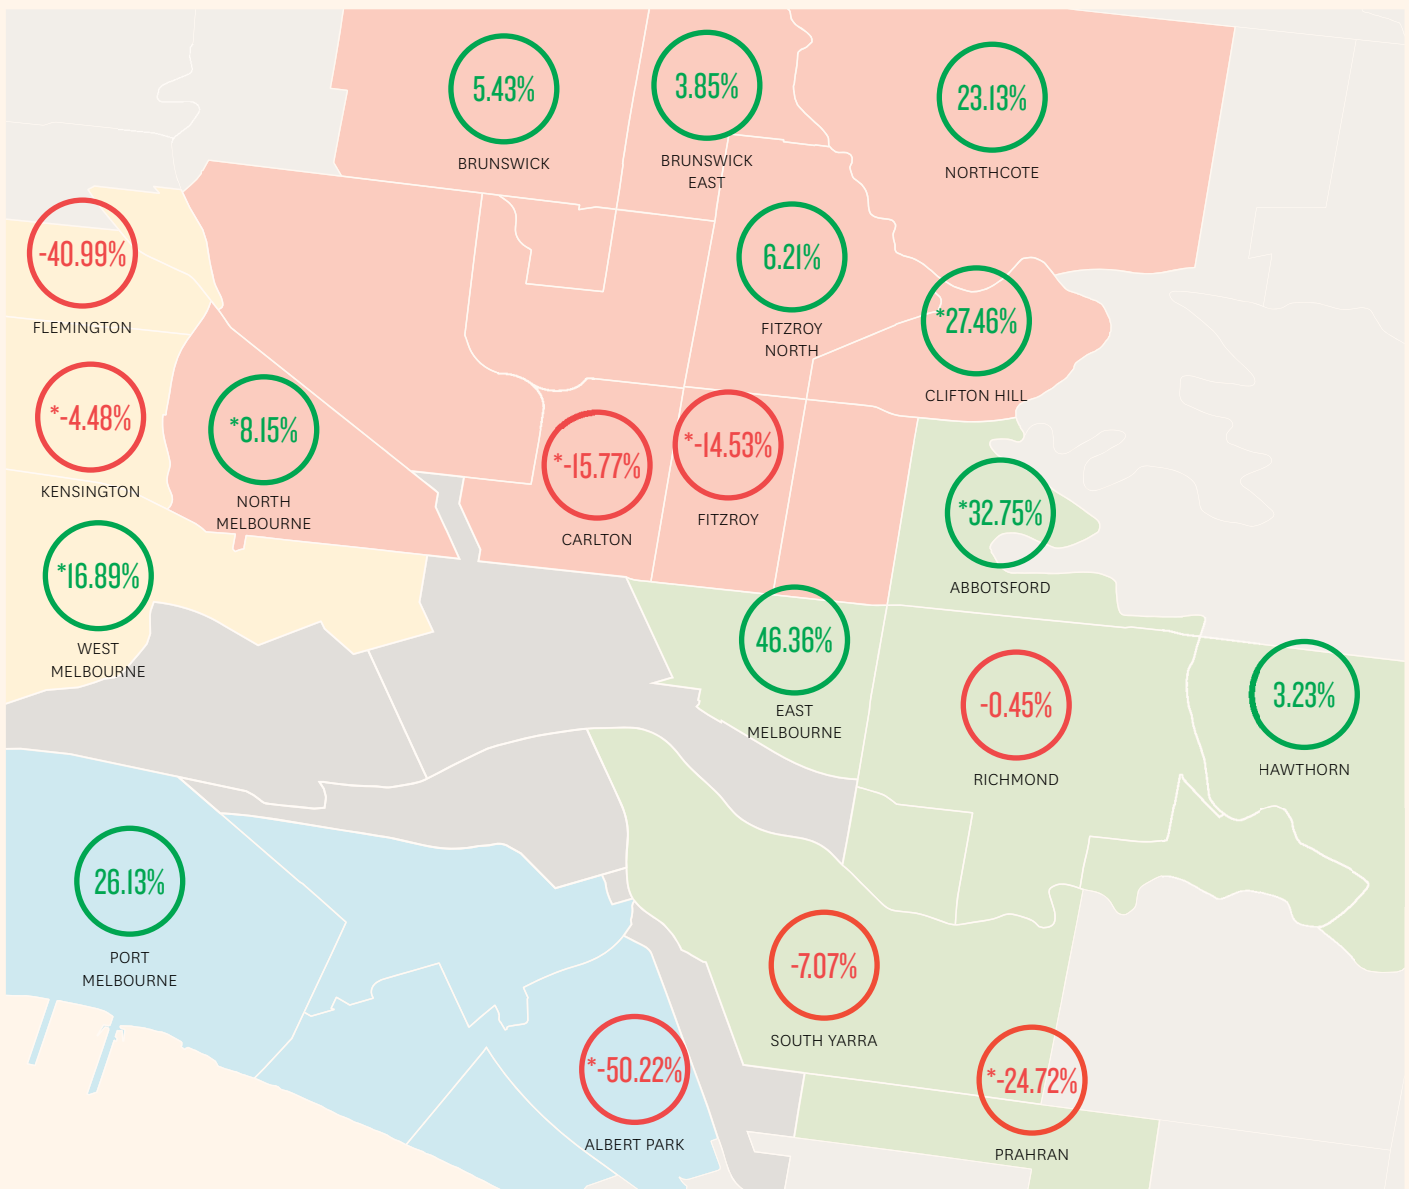 5.43%
BRUNSWICK
3.85%
BRUNSWICK
EAST
23.13%
NORTHCOTE
-40.99%
FLEMINGTON
6.21%
FITZROY
NORTH
*27.46%
CLIFTON HILL
*-4.48%
KENSINGTON
*8.15%
NORTH
MELBOURNE
*-15.77%
CARLTON
*-14.53%
FITZROY
*32.75%
ABBOTSFORD
*16.89%
WEST
MELBOURNE
46.36%
EAST
MELBOURNE
-0.45%
RICHMOND
3.23%
HAWTHORN
26.13%
PORT
MELBOURNE
-7.07%
SOUTH YARRA
*-50.22%
ALBERT PARK
*-24.72%
PRAHRAN